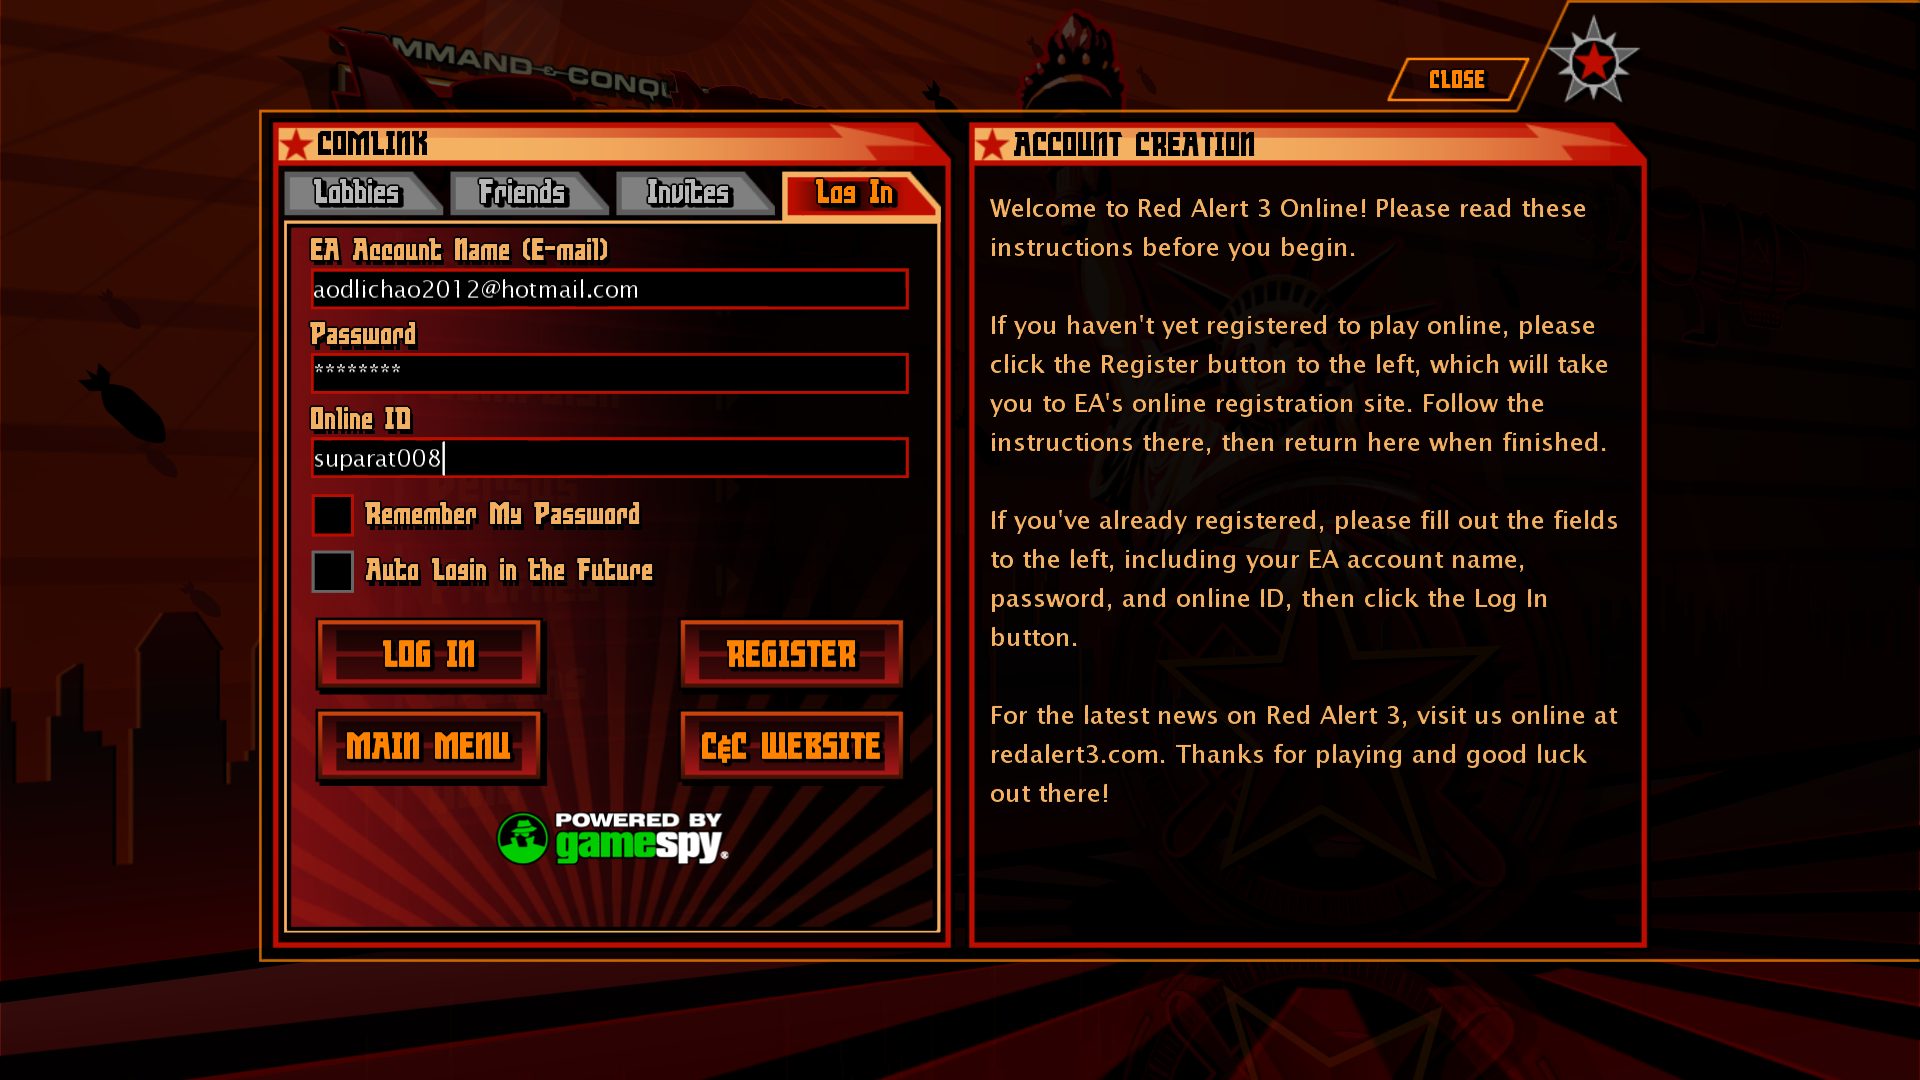 COMMAND & CONQU
CLOSE
COMLINK
Lobbies
Friends
Invites
Log In
EA Account Name (E-mail)
aodlichao2012@hotmail.com
Password
********
Online ID
suparat008
Remember My Password
Auto Login in the Future
LOG IN
REGISTER
MAIN MENU
C&C WEBSITE
POWERED BY
gamespy®
ACCOUNT CREATION
Welcome to Red Alert 3 Online! Please read these
instructions before you begin.
If you haven't yet registered to play online, please
click the Register button to the left, which will take
you to EA's online registration site. Follow the
instructions there, then return here when finished.
If you've already registered, please fill out the fields
to the left, including your EA account name,
password, and online ID, then click the Log In
button.
For the latest news on Red Alert 3, visit us online at
redalert3.com. Thanks for playing and good luck
out there!